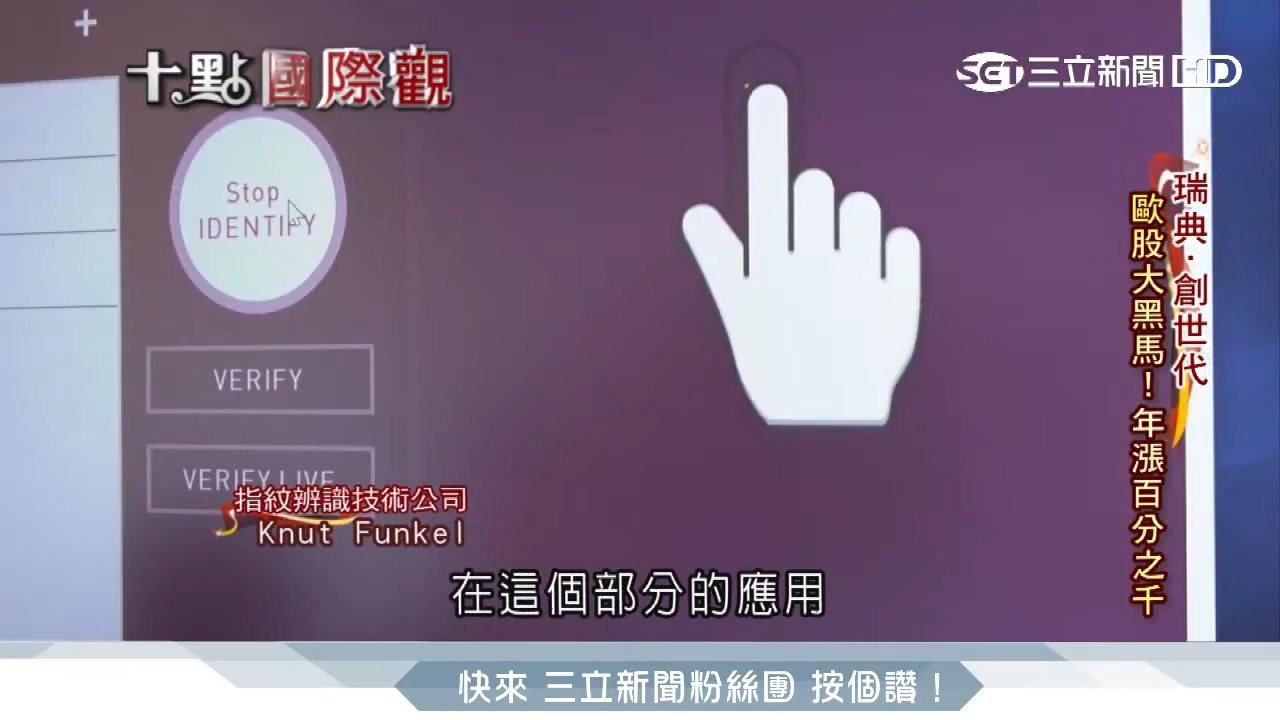 十點國際觀
SET三立新聞HD
Stop
IDENTIFY
VERIFY
VERIFY LIVE
指紋辨識技術公司
Knut Funkel
瑞典·創世代
歐股大黑馬！年漲百分之千
在這個部分的應用
快來 三立新聞粉絲團 按個讚！